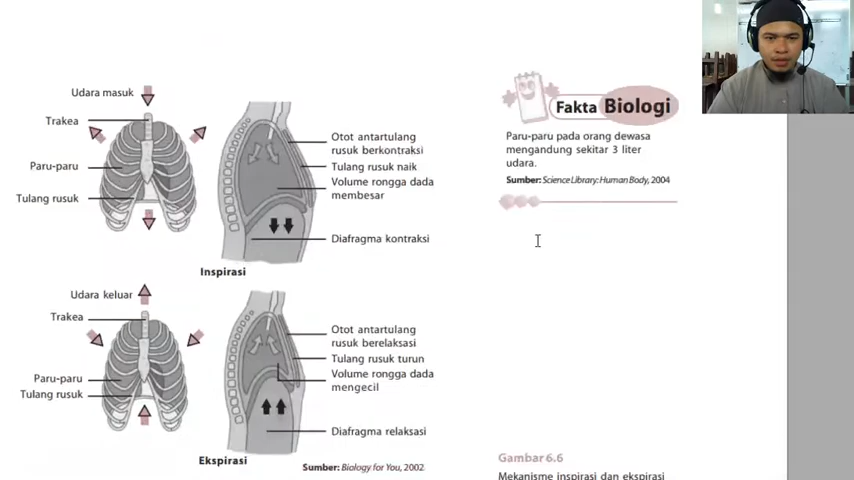 Udara masuk
Trakea
Paru-paru
Tulang rusuk
Otot antartulang
rusuk berkontraksi
Tulang rusuk naik
Volume rongga dada
membesar
Diafragma kontraksi
Inspirasi
Udara keluar
Trakea
Paru-paru
Tulang rusuk
Otot antartulang
rusuk berelaksasi
Tulang rusuk turun
Volume rongga dada
mengecil
Diafragma relaksasi
Ekspirasi
Sumber: Biology for You, 2002
Fakta Biologi
Paru-paru pada orang dewasa
mengandung sekitar 3 liter
udara.
Sumber: Science Library: Human Body, 2004
Gambar 6.6
Mekanisme inspirasi dan ekspirasi